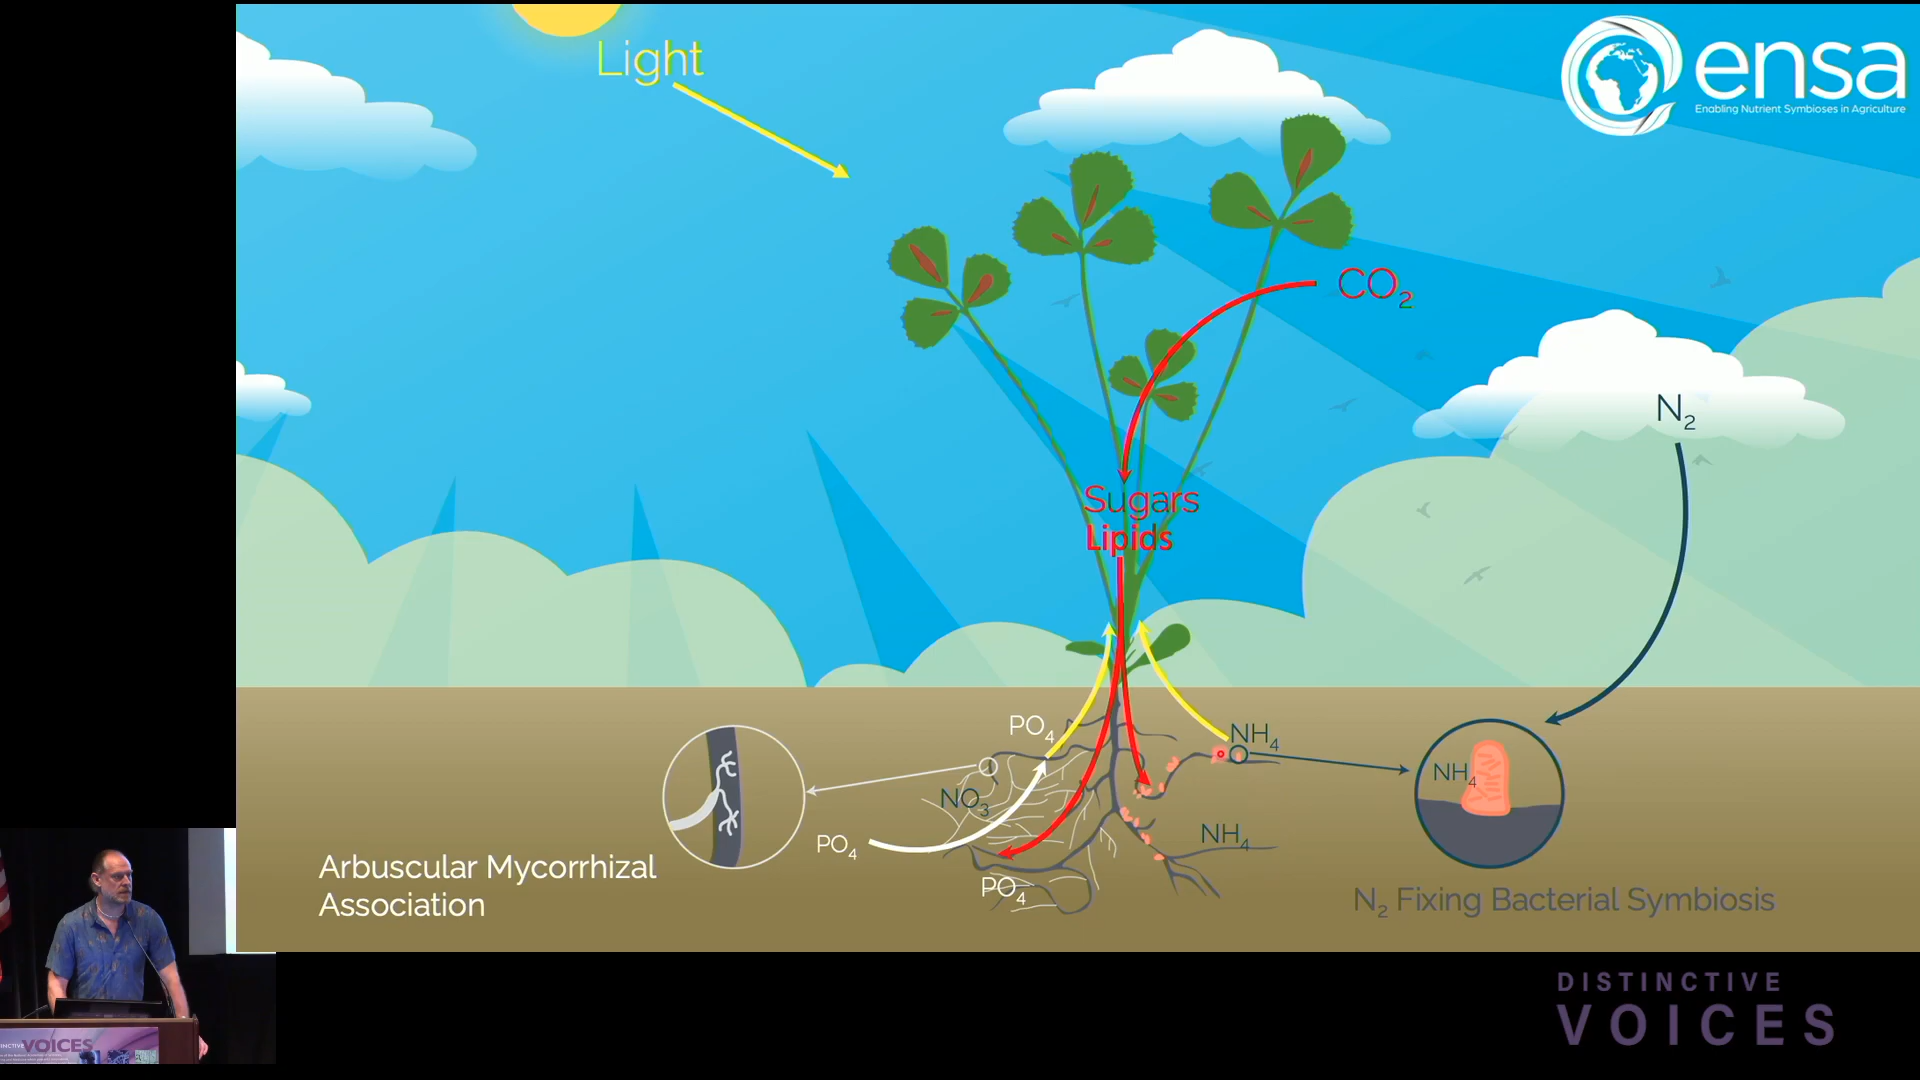 Light
ensa
Enabling Nutrient Symbioses in Agriculture
CO₂
N₂
Sugars
Lipids
PO₄
NH₄
NO₃
NH₄
PO₄
NH₄
PO₄
Arbuscular Mycorrhizal
Association
N₂ Fixing Bacterial Symbiosis
DISTINCTIVE
VOICES
VOICES